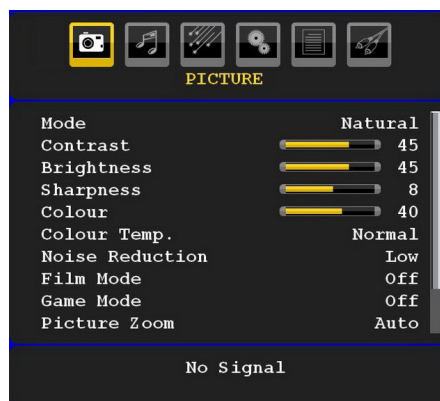 PICTURE
Mode Natural
Contrast 45
Brightness 45
Sharpness 8
Colour 40
Colour Temp. Normal
Noise Reduction Low
Film Mode Off
Game Mode Off
Picture Zoom Auto
No Signal